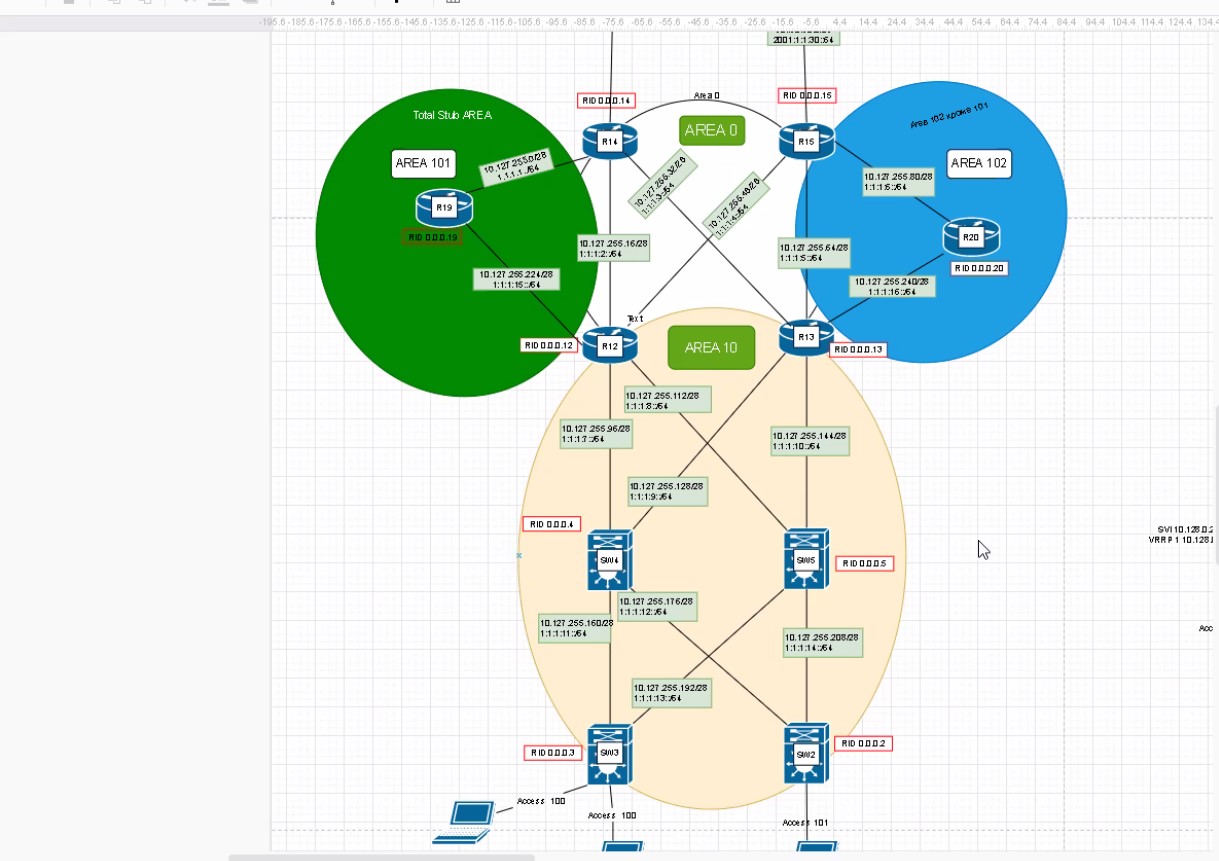 -195.6 -185.6 -175.6 -165.6 -155.6 -145.6 -135.6 -125.6 -115.6 -105.6 -95.6 -85.6 -75.6 -65.6 -55.6 -45.6 -35.6 -25.6 -15.6 -5.6 4.4 14.4 24.4 34.4 44.4 54.4 64.4 74.4 84.4 94.4 104.4 114.4 124.4 134.4
2001:1:1:30::/64
RID 0.0.0.14
Area 0
RID 0.0.0.15
Total Stub AREA
Area 102 кроме 101
AREA 0
R14
R15
AREA 101
10.127.255.0/28
1:1:1:1::/64
10.127.255.32/28
1:1:1:3::/64
10.127.255.48/28
1:1:1:4::/64
10.127.255.80/28
1:1:1:6::/64
AREA 102
R19
RID 0.0.0.19
10.127.255.16/28
1:1:1:2::/64
10.127.255.64/28
1:1:1:5::/64
R20
RID 0.0.0.20
10.127.255.224/28
1:1:1:15::/64
10.127.255.240/28
1:1:1:16::/64
Text
RID 0.0.0.12
R12
AREA 10
R13
RID 0.0.0.13
10.127.255.112/28
1:1:1:8::/64
10.127.255.96/28
1:1:1:7::/64
10.127.255.144/28
1:1:1:10::/64
10.127.255.128/28
1:1:1:9::/64
RID 0.0.0.4
SW4
SW5
RID 0.0.0.5
SVI 10.128.0.2
VRRP 1 10.128.
10.127.255.176/28
1:1:1:12::/64
10.127.255.160/28
1:1:1:11::/64
10.127.255.208/28
1:1:1:14::/64
Acc
10.127.255.192/28
1:1:1:13::/64
RID 0.0.0.3
SW3
SW2
RID 0.0.0.2
Access 100
Access 100
Access 101